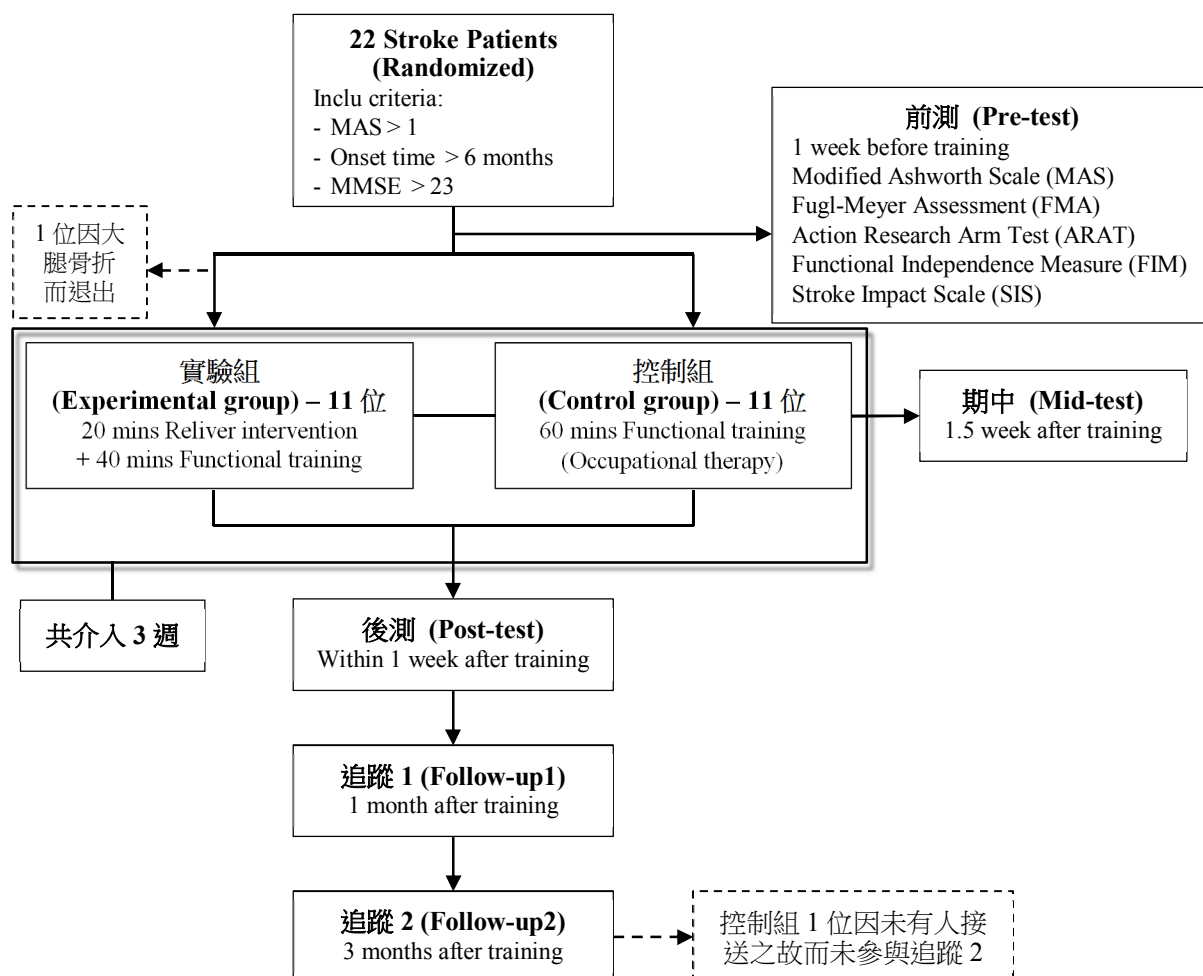 22 Stroke Patients
(Randomized)
Inclu criteria:
- MAS > 1
- Onset time > 6 months
- MMSE > 23
前測 (Pre-test)
1 week before training
Modified Ashworth Scale (MAS)
Fugl-Meyer Assessment (FMA)
Action Research Arm Test (ARAT)
Functional Independence Measure (FIM)
Stroke Impact Scale (SIS)
1 位因大
腿骨折
而退出
實驗組
(Experimental group) – 11 位
20 mins Reliver intervention
+ 40 mins Functional training
控制組
(Control group) – 11 位
60 mins Functional training
(Occupational therapy)
期中 (Mid-test)
1.5 week after training
共介入 3 週
後測 (Post-test)
Within 1 week after training
追蹤 1 (Follow-up1)
1 month after training
追蹤 2 (Follow-up2)
3 months after training
控制組 1 位因未有人接
送之故而未參與追蹤 2